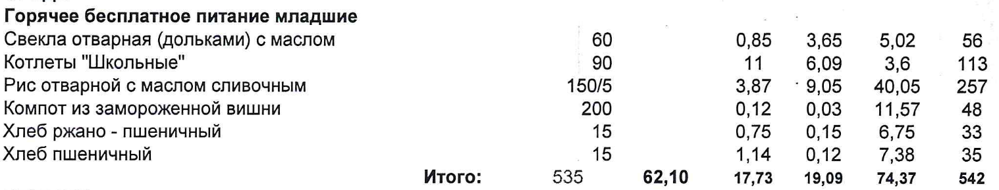 Горячее бесплатное питание младшие
Свекла отварная (дольками) с маслом 60 0,85 3,65 5,02 56
Котлеты "Школьные" 90 11 6,09 3,6 113
Рис отварной с маслом сливочным 150/5 3,87 9,05 40,05 257
Компот из замороженной вишни 200 0,12 0,03 11,57 48
Хлеб ржано - пшеничный 15 0,75 0,15 6,75 33
Хлеб пшеничный 15 1,14 0,12 7,38 35
Итого: 535 62,10 17,73 19,09 74,37 542